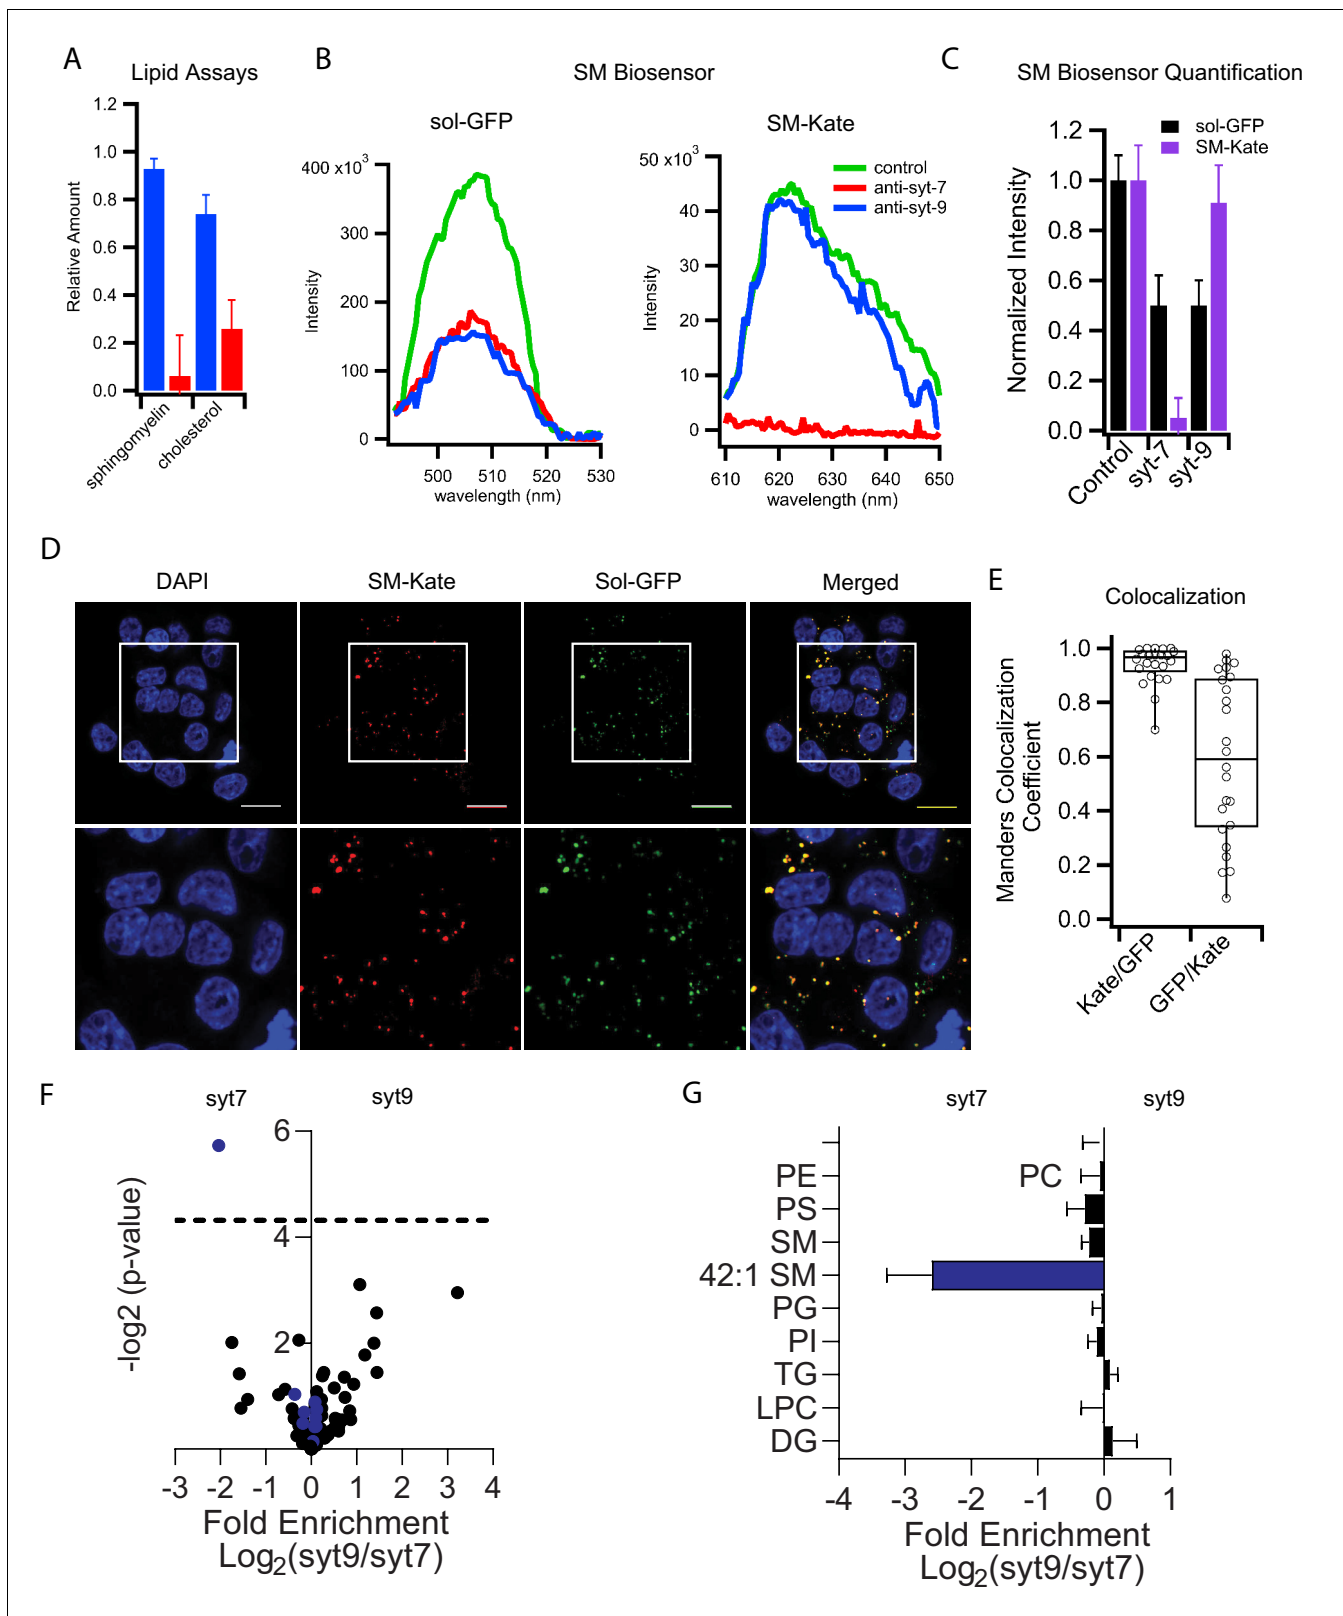 A
Lipid Assays
1.2
1.0
0.8
0.6
0.4
0.2
0.0
Relative Amount
sphingomyelin
cholesterol
B
SM Biosensor
sol-GFP
400 x10³
300
200
100
0
Intensity
500
510
520
530
wavelength (nm)
SM-Kate
50 x10³
40
30
20
10
0
Intensity
control
anti-syt-7
anti-syt-9
610
620
630
640
650
wavelength (nm)
C
SM Biosensor Quantification
sol-GFP
SM-Kate
1.2
1.0
0.8
0.6
0.4
0.2
0.0
Normalized Intensity
Control
syt-7
syt-9
D
DAPI
SM-Kate
Sol-GFP
Merged
E
Colocalization
1.0
0.8
0.6
0.4
0.2
0.0
Manders Colocalization
Coefficient
Kate/GFP
GFP/Kate
F
syt7
syt9
6
4
2
-log2 (p-value)
-3 -2 -1 0 1 2 3 4
Fold Enrichment
Log₂(syt9/syt7)
G
syt7
syt9
PC
PE
PS
SM
42:1 SM
PG
PI
TG
LPC
DG
-4 -3 -2 -1 0 1
Fold Enrichment
Log₂(syt9/syt7)